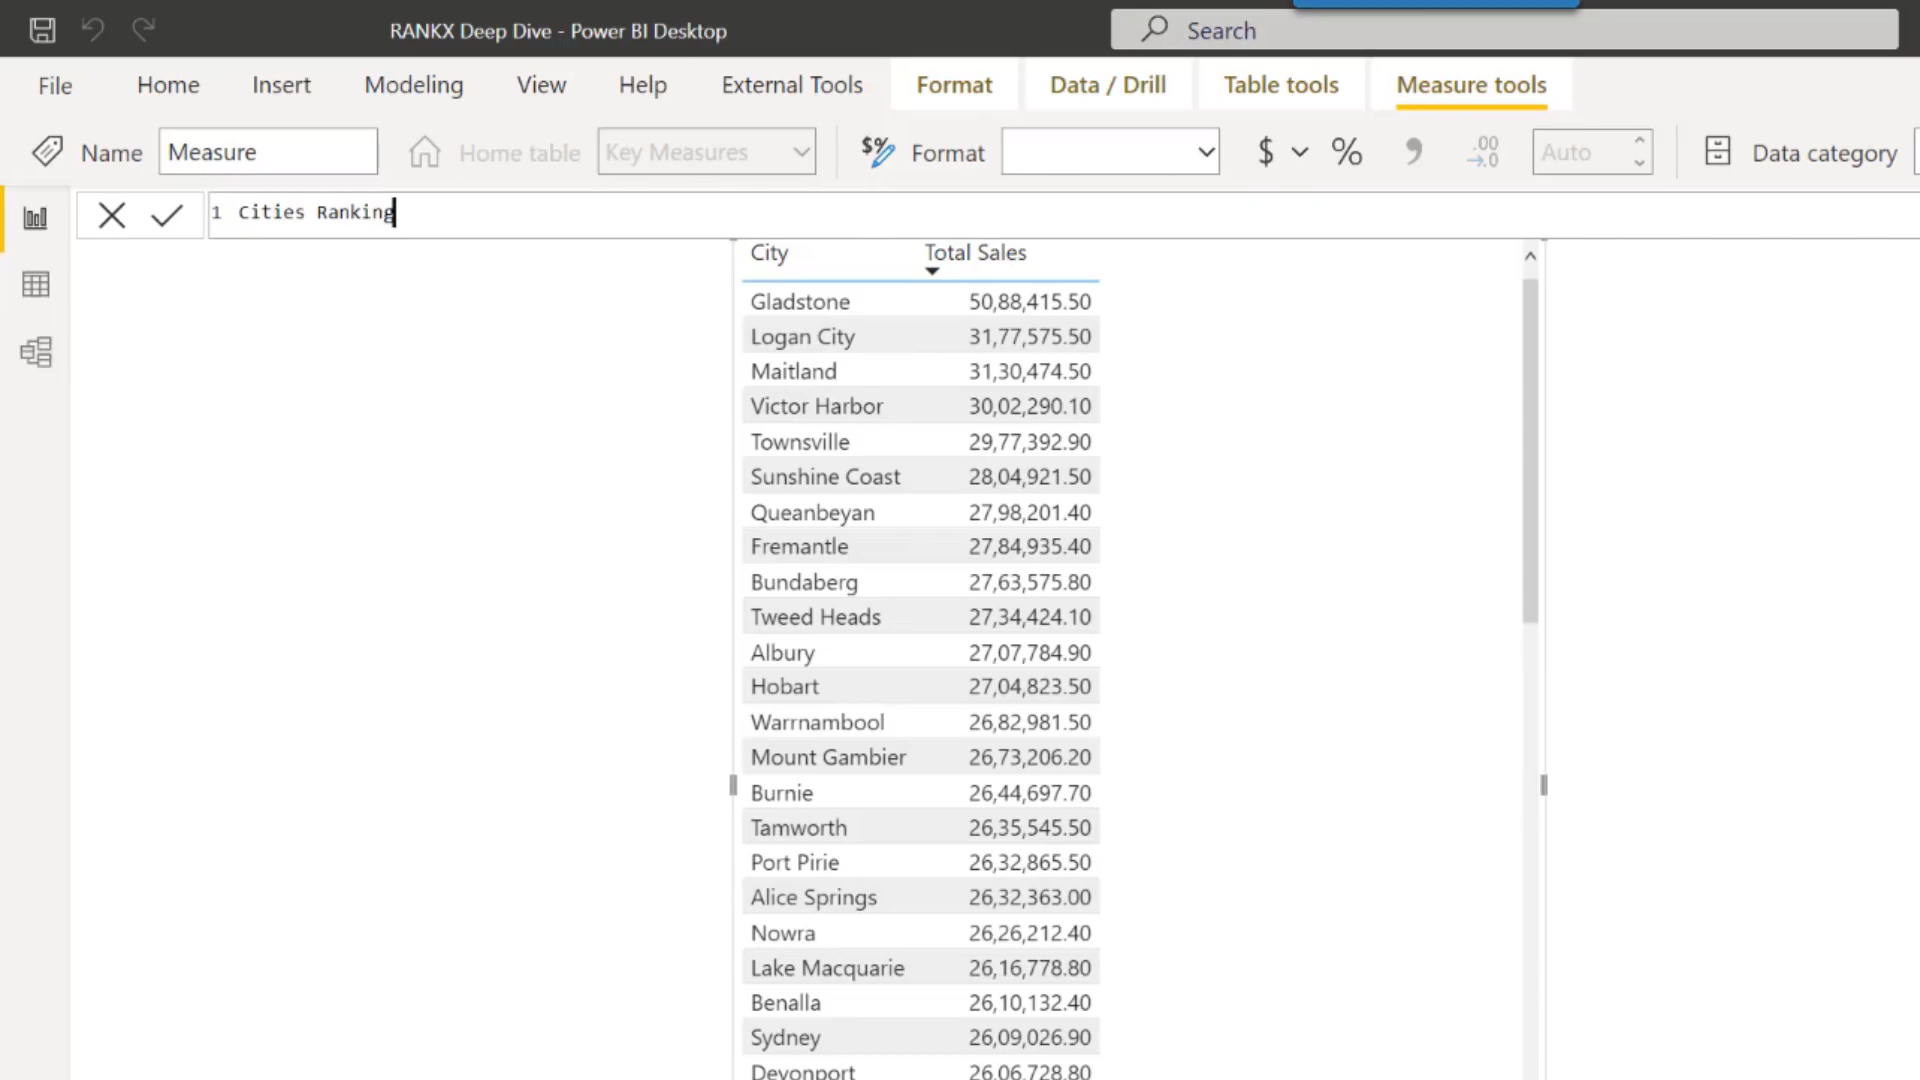 RANKX Deep Dive - Power BI Desktop
Search
File Home Insert Modeling View Help External Tools Format Data / Drill Table tools Measure tools
Name Measure Home table Key Measures $% Format $ % , .00 →.0 Auto Data category
1 Cities Ranking
City Total Sales
Gladstone 50,88,415.50
Logan City 31,77,575.50
Maitland 31,30,474.50
Victor Harbor 30,02,290.10
Townsville 29,77,392.90
Sunshine Coast 28,04,921.50
Queanbeyan 27,98,201.40
Fremantle 27,84,935.40
Bundaberg 27,63,575.80
Tweed Heads 27,34,424.10
Albury 27,07,784.90
Hobart 27,04,823.50
Warrnambool 26,82,981.50
Mount Gambier 26,73,206.20
Burnie 26,44,697.70
Tamworth 26,35,545.50
Port Pirie 26,32,865.50
Alice Springs 26,32,363.00
Nowra 26,26,212.40
Lake Macquarie 26,16,778.80
Benalla 26,10,132.40
Sydney 26,09,026.90
Devonport 26,06,728.80